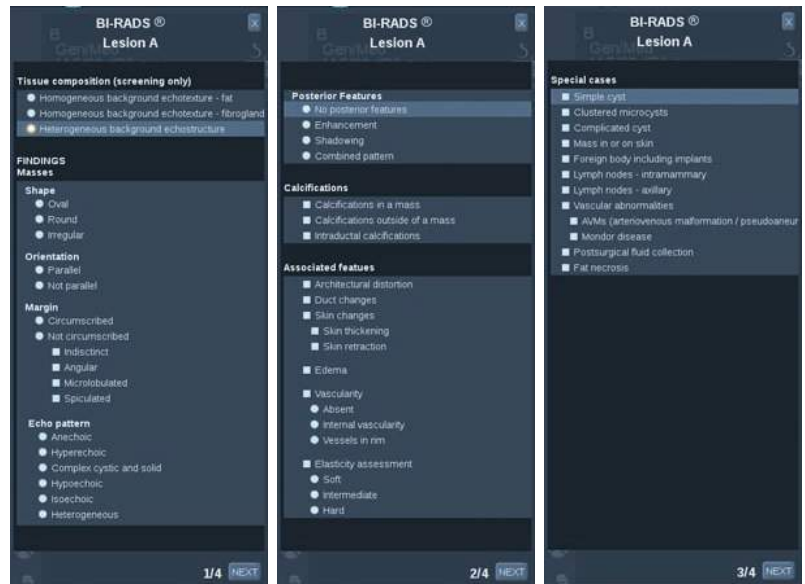 BI-RADS ®
Lesion A
Tissue composition (screening only)
Homogeneous background echotexture - fat
Homogeneous background echotexture - fibrogland
Heterogeneous background echostructure
FINDINGS
Masses
Shape
Oval
Round
Irregular
Orientation
Parallel
Not parallel
Margin
Circumscribed
Not circumscribed
Indisctinct
Angular
Microlobulated
Spiculated
Echo pattern
Anechoic
Hyperechoic
Complex cystic and solid
Hypoechoic
Isoechoic
Heterogeneous
1/4 NEXT
BI-RADS ®
Lesion A
Posterior Features
No posterior features
Enhancement
Shadowing
Combined pattern
Calcifications
Calcifications in a mass
Calcifications outside of a mass
Intraductal calcifications
Associated featues
Architectural distortion
Duct changes
Skin changes
Skin thickening
Skin retraction
Edema
Vascularity
Absent
Internal vascularity
Vessels in rim
Elasticity assessment
Soft
Intermediate
Hard
2/4 NEXT
BI-RADS ®
Lesion A
Special cases
Simple cyst
Clustered microcysts
Complicated cyst
Mass in or on skin
Foreign body including implants
Lymph nodes - intramammary
Lymph nodes - axillary
Vascular abnormalities
AVMs (arteriovenous malformation / pseudoaneur
Mondor disease
Postsurgical fluid collection
Fat necrosis
3/4 NEXT